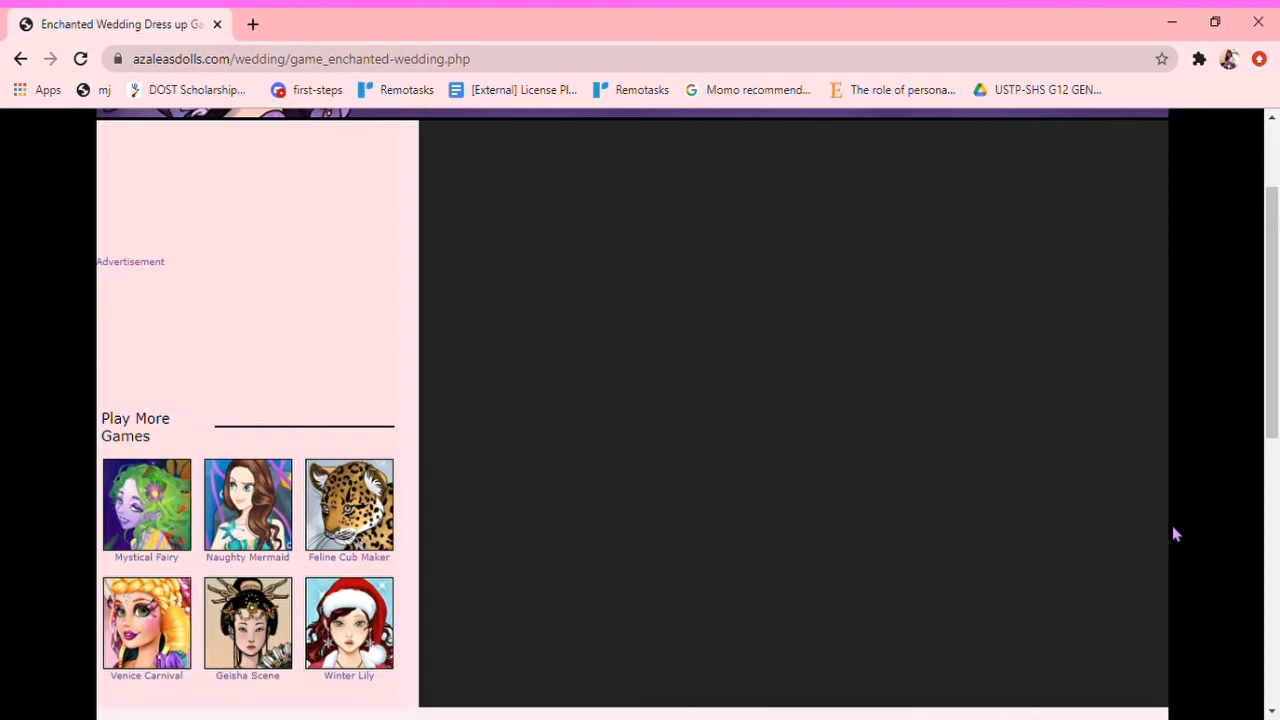 Enchanted Wedding Dress up Ga
azaleasdolls.com/wedding/game_enchanted-wedding.php
Apps mj DOST Scholarship... first-steps Remotasks [External] License Pl... Remotasks Momo recommend... The role of persona... USTP-SHS G12 GEN...
Advertisement
Play More
Games
Mystical Fairy Naughty Mermaid Feline Cub Maker
Venice Carnival Geisha Scene Winter Lily